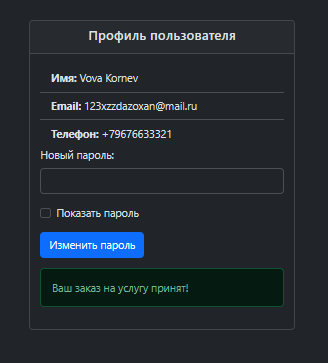 Профиль пользователя
Имя: Vova Kornev
Email: 123xzzdazoxan@mail.ru
Телефон: +79676633321
Новый пароль:
Показать пароль
Изменить пароль
Ваш заказ на услугу принят!